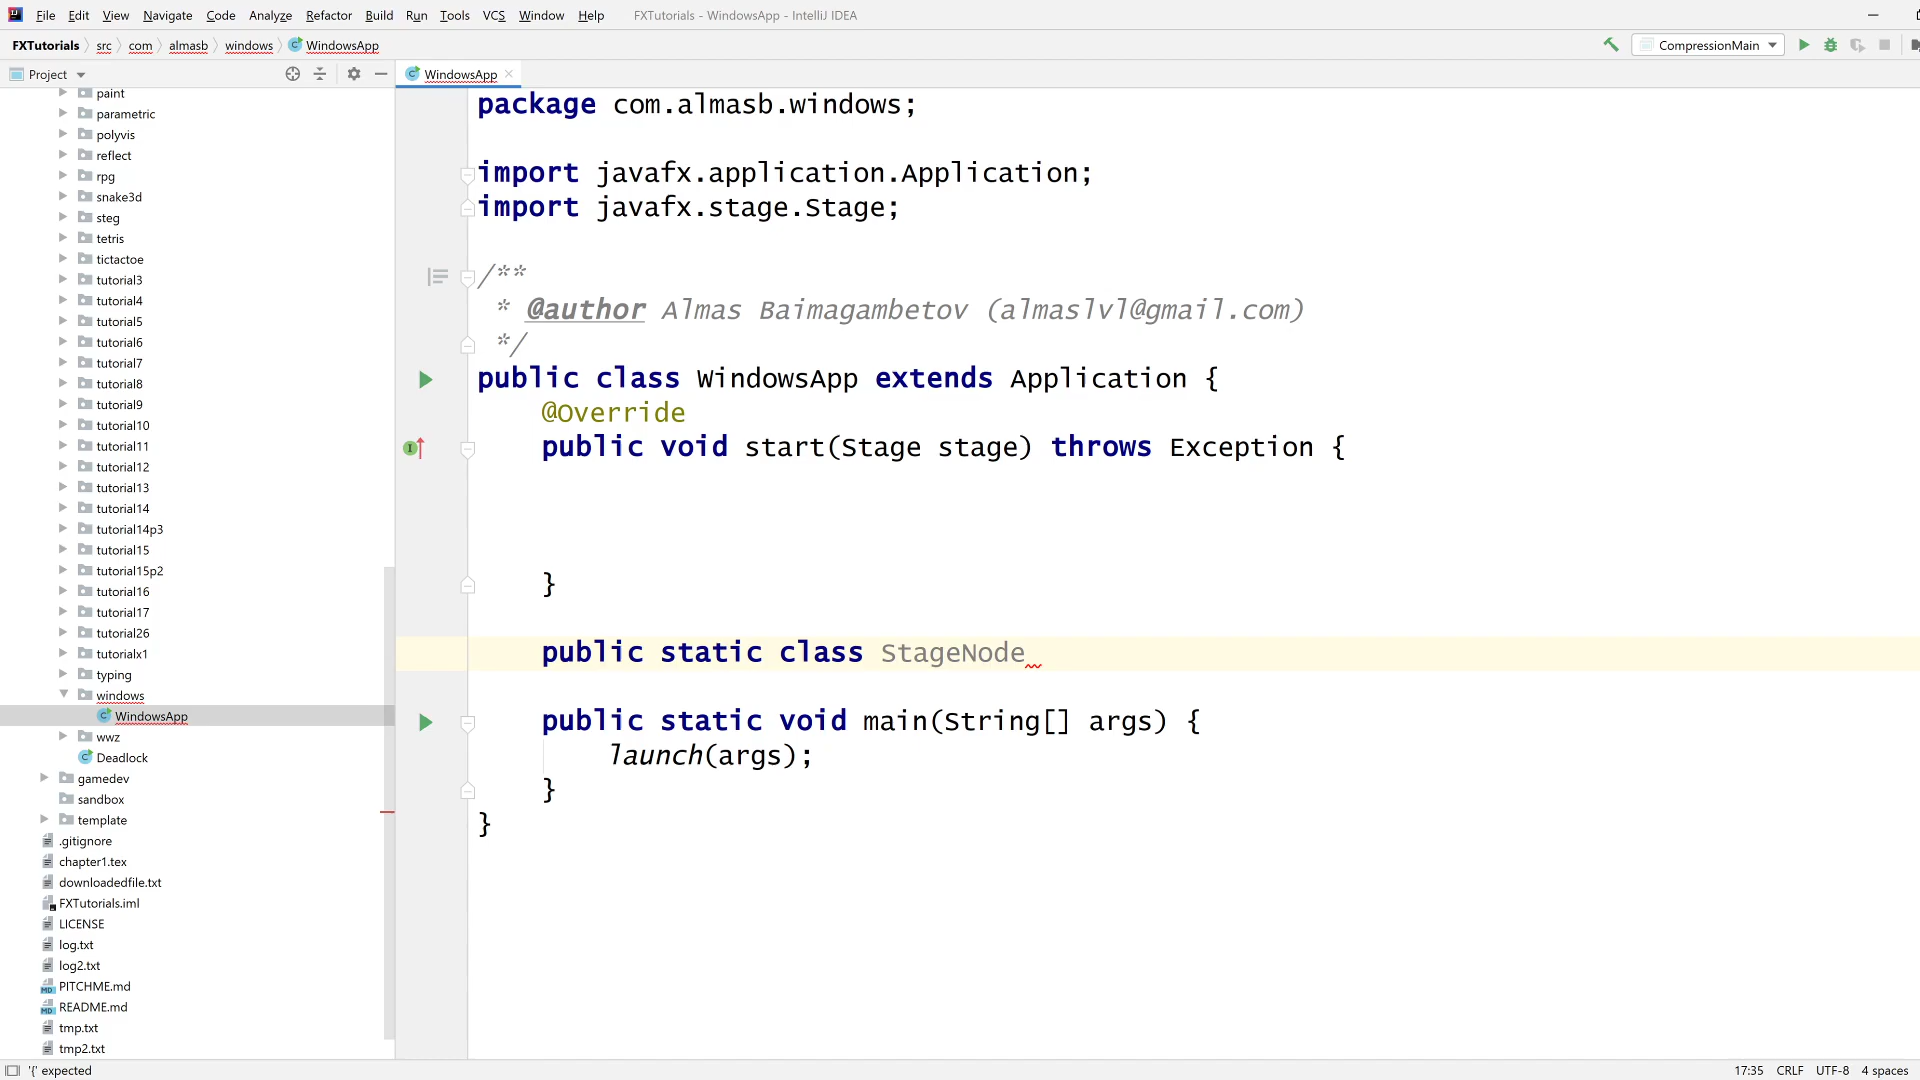 File Edit View Navigate Code Analyze Refactor Build Run Tools VCS Window Help FXTutorials - WindowsApp - IntelliJ IDEA
FXTutorials src com almasb windows WindowsApp CompressionMain
Project WindowsApp
paint
parametric
polyvis
reflect
rpg
snake3d
steg
tetris
tictactoe
tutorial3
tutorial4
tutorial5
tutorial6
tutorial7
tutorial8
tutorial9
tutorial10
tutorial11
tutorial12
tutorial13
tutorial14
tutorial14p3
tutorial15
tutorial15p2
tutorial16
tutorial17
tutorial26
tutorialx1
typing
windows
WindowsApp
wwz
Deadlock
gamedev
sandbox
template
.gitignore
chapter1.tex
downloadedfile.txt
FXTutorials.iml
LICENSE
log.txt
log2.txt
PITCHME.md
README.md
tmp.txt
tmp2.txt
package com.almasb.windows;
import javafx.application.Application;
import javafx.stage.Stage;
/**
* @author Almas Baimagambetov (almaslvl@gmail.com)
*/
public class WindowsApp extends Application {
@Override
public void start(Stage stage) throws Exception {
}
public static class StageNode
public static void main(String[] args) {
launch(args);
}
}
'{' expected 17:35 CRLF UTF-8 4 spaces